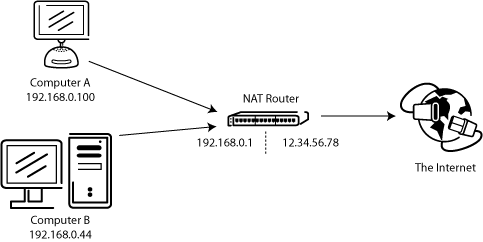 Computer A
192.168.0.100
NAT Router
192.168.0.1
12.34.56.78
The Internet
Computer B
192.168.0.44